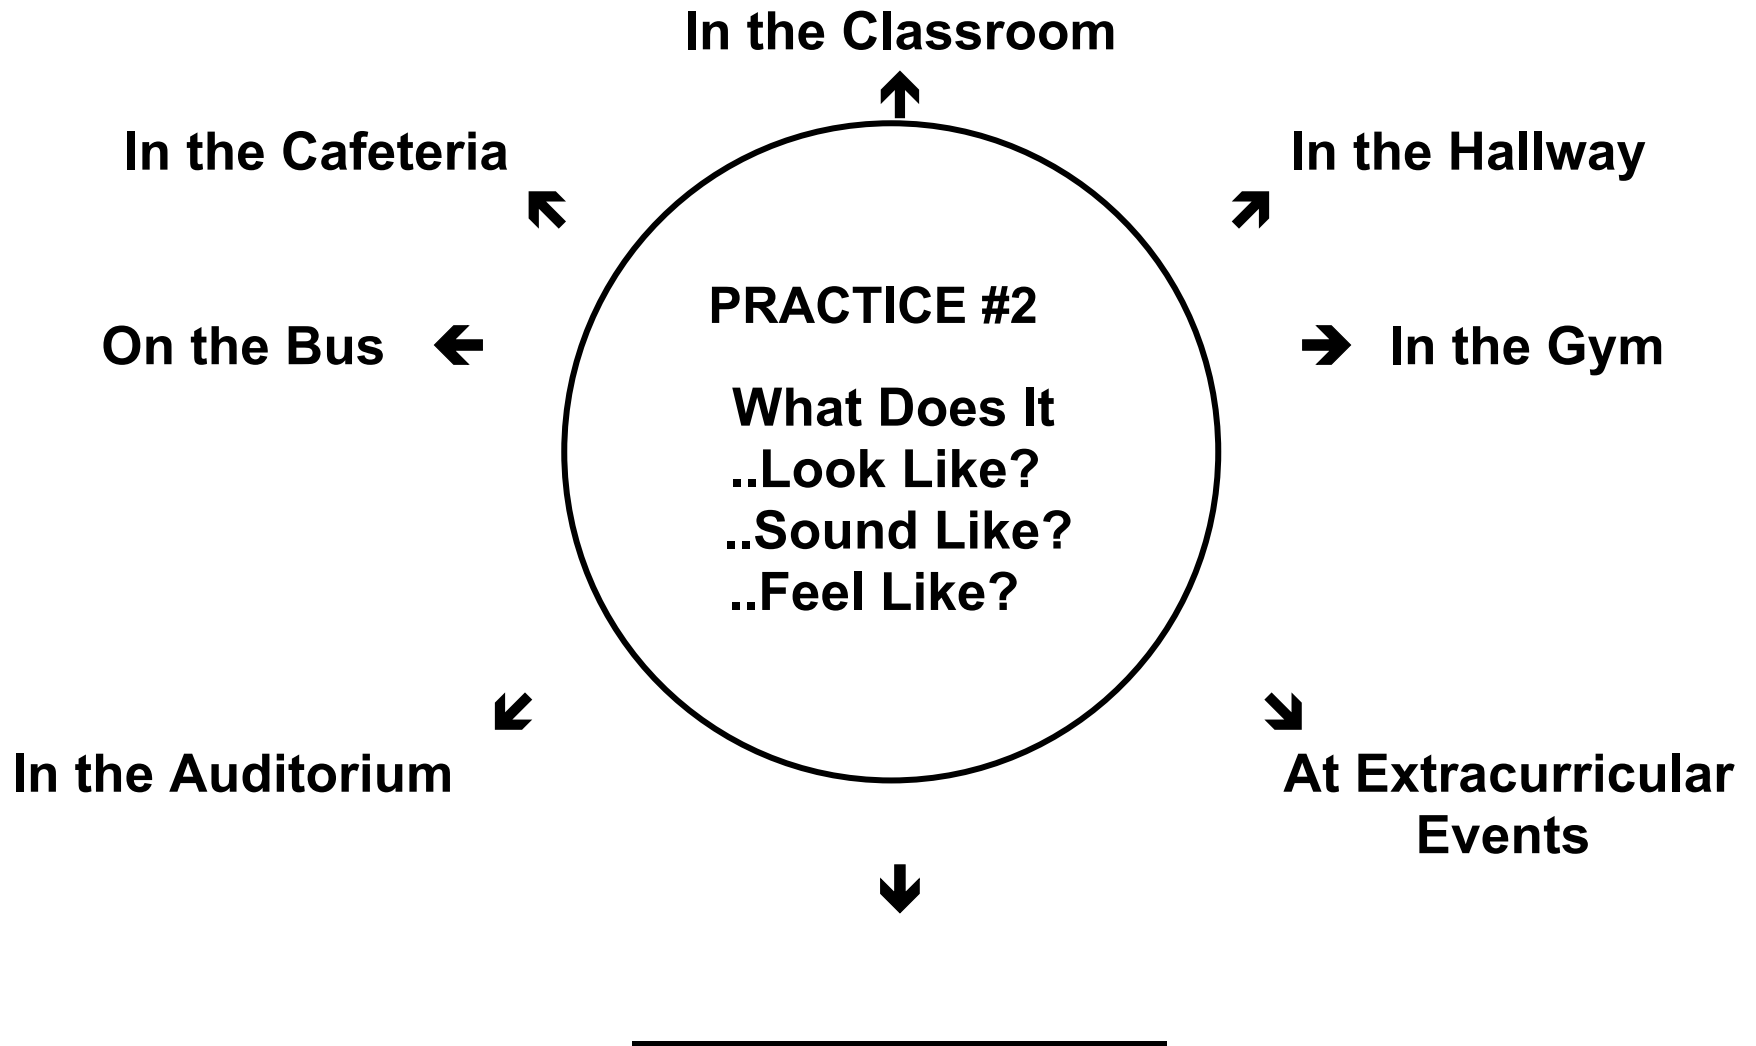 In the Classroom
In the Cafeteria
In the Hallway
PRACTICE #2
On the Bus
In the Gym
What Does It
..Look Like?
..Sound Like?
..Feel Like?
In the Auditorium
At Extracurricular
Events